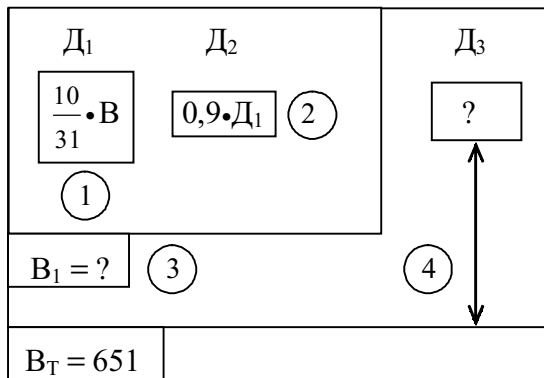 Д₁ Д₂ Д₃
10/31•В 0,9•Д₁ 2 ?
1
В₁ = ? 3 4
Вт = 651